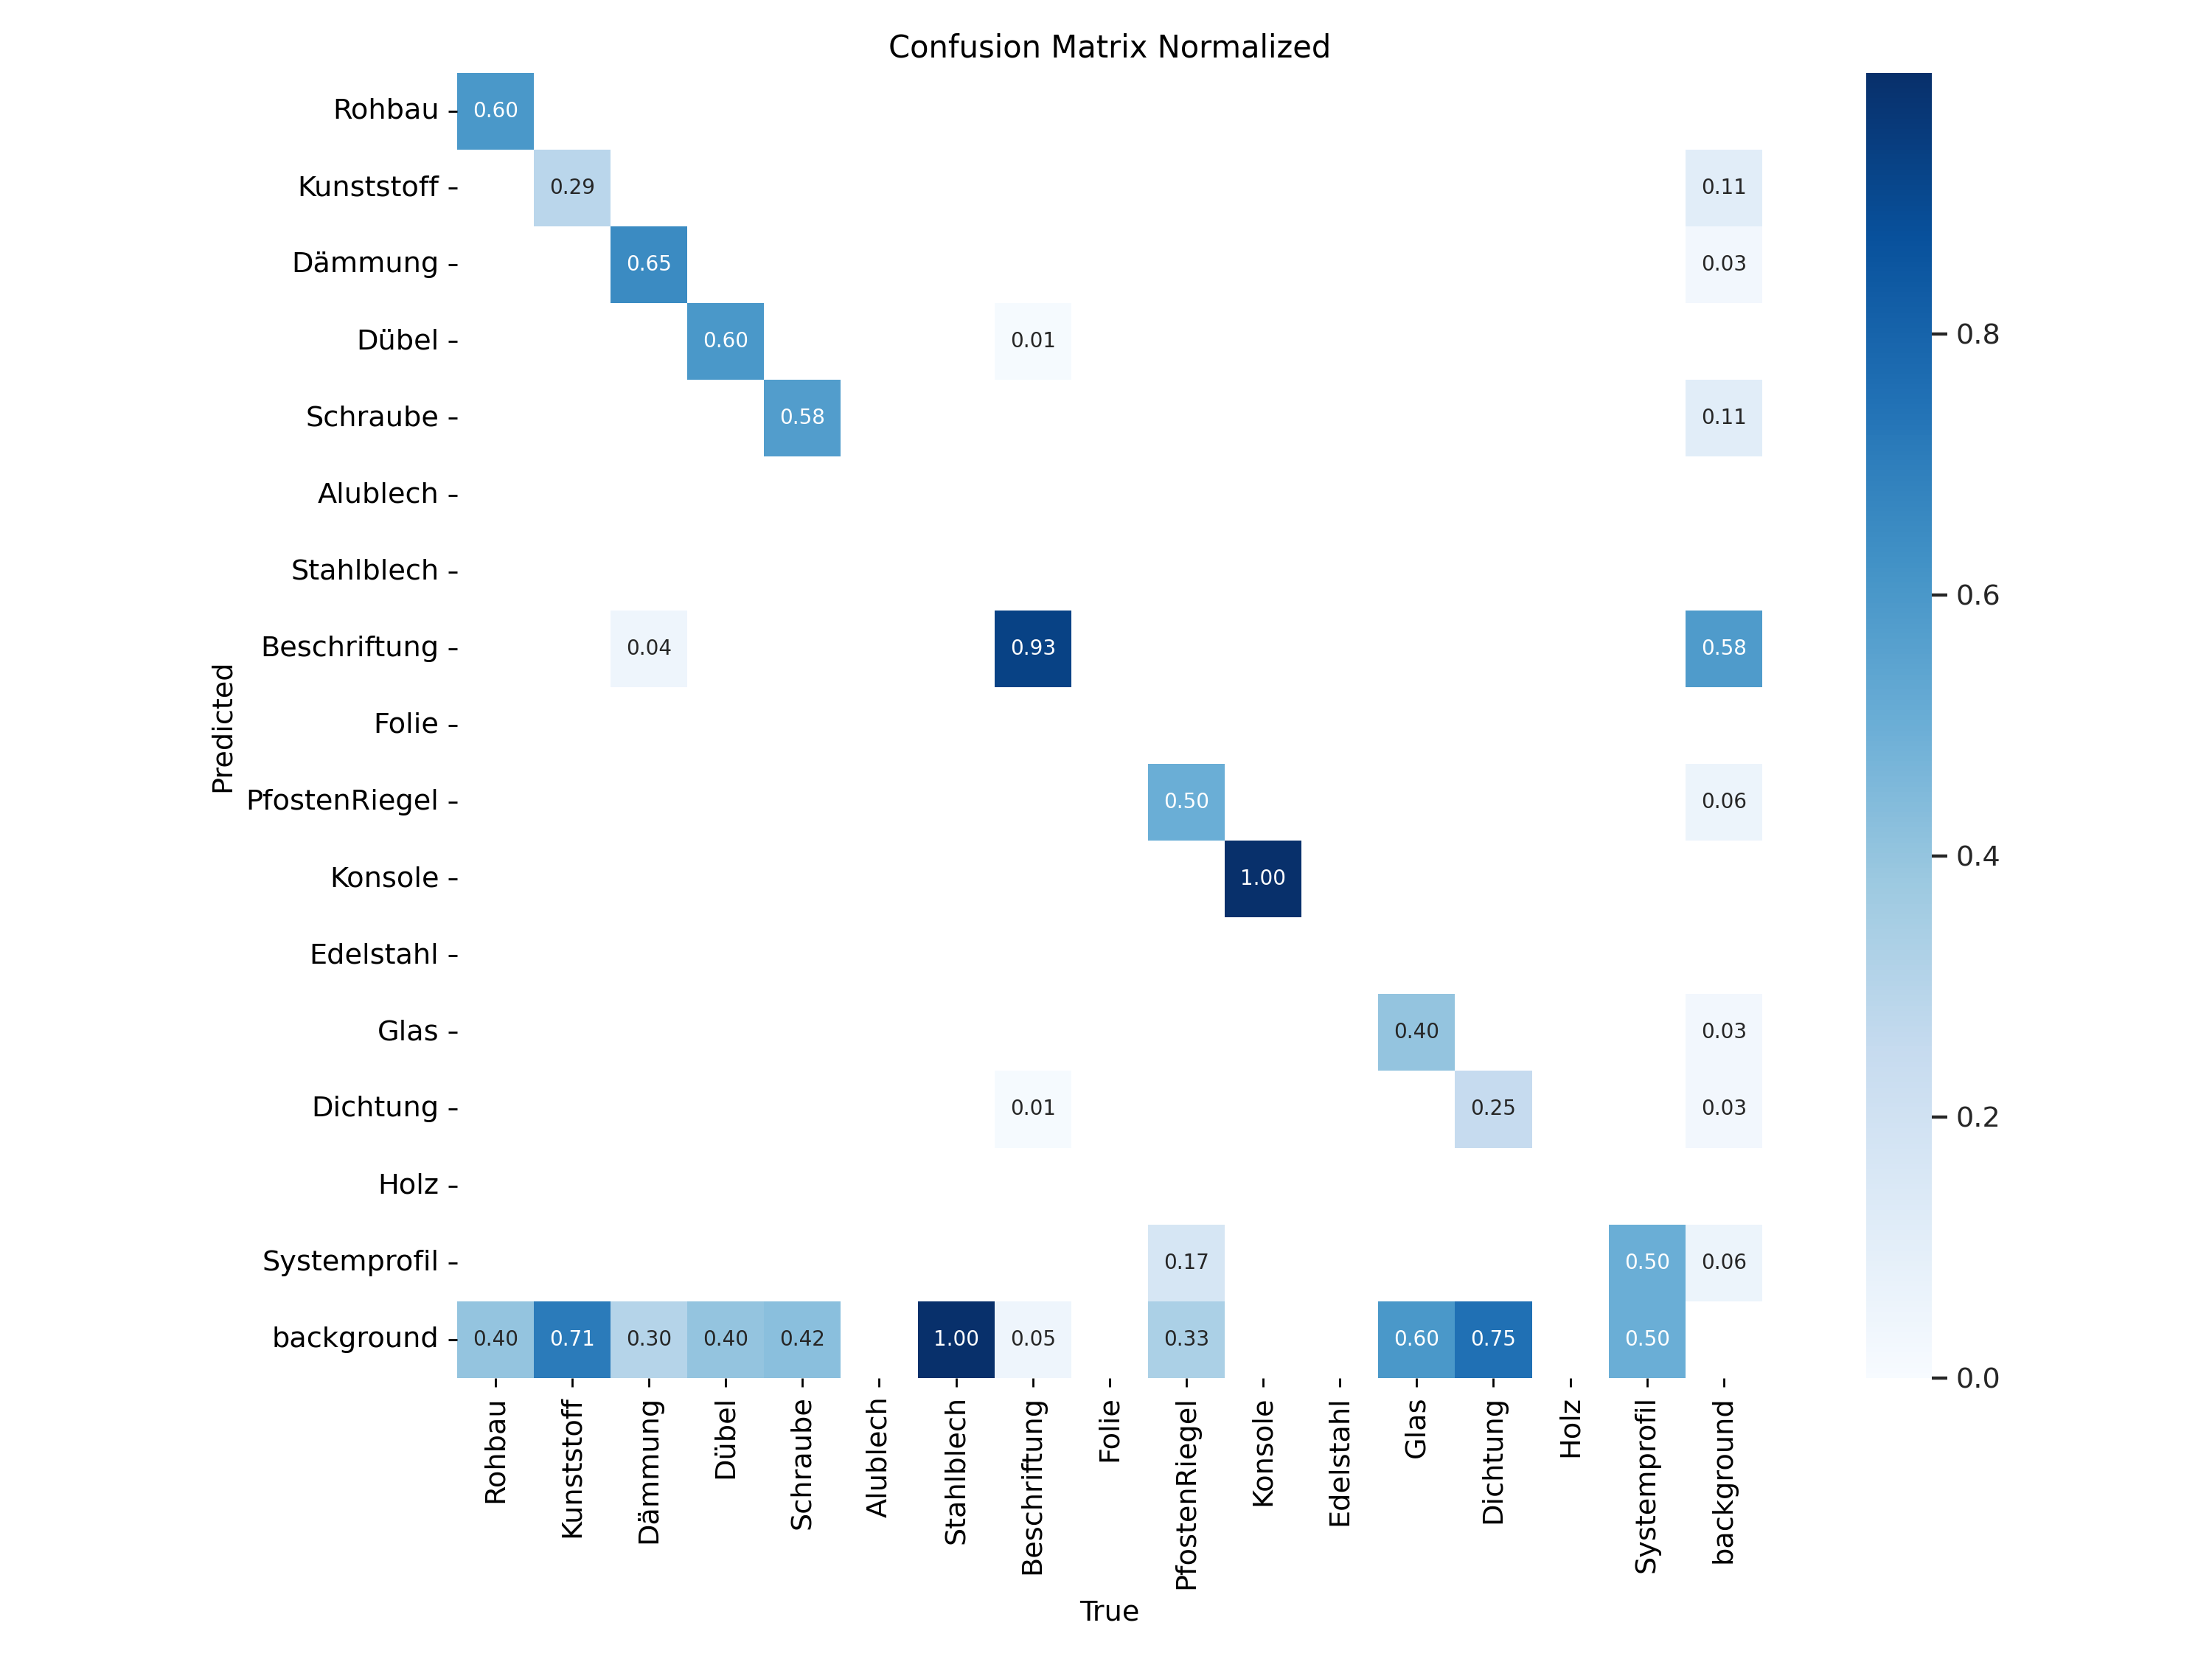 Confusion Matrix Normalized
Rohbau 0.60
Kunststoff 0.29 0.11
Dämmung 0.65 0.03
Dübel 0.60 0.01
Schraube 0.58 0.11
Alublech
Stahlblech
Beschriftung 0.04 0.93 0.58
Folie
PfostenRiegel 0.50 0.06
Konsole 1.00
Edelstahl
Glas 0.40 0.03
Dichtung 0.01 0.25 0.03
Holz
Systemprofil 0.17 0.50 0.06
background 0.40 0.71 0.30 0.40 0.42 1.00 0.05 0.33 0.60 0.75 0.50
Predicted
Rohbau Kunststoff Dämmung Dübel Schraube Alublech Stahlblech Beschriftung Folie PfostenRiegel Konsole Edelstahl Glas Dichtung Holz Systemprofil background
True
0.8
0.6
0.4
0.2
0.0